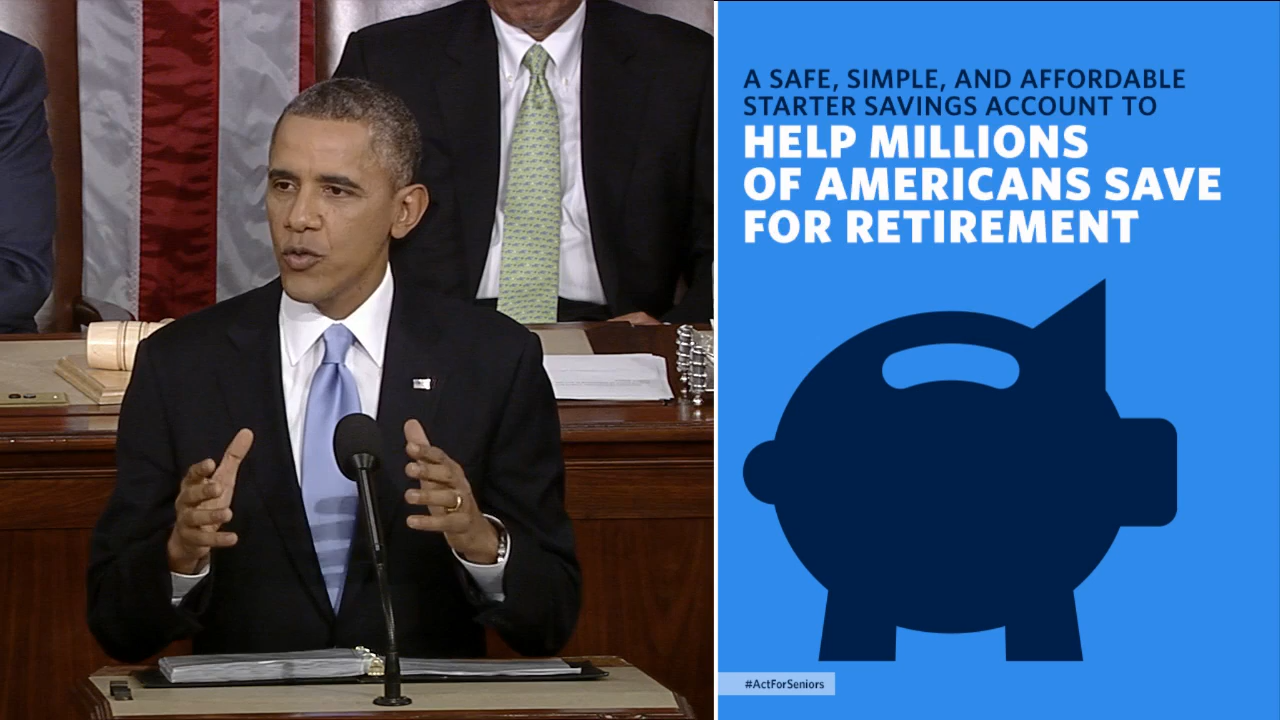 A SAFE, SIMPLE, AND AFFORDABLE
STARTER SAVINGS ACCOUNT TO
HELP MILLIONS
OF AMERICANS SAVE
FOR RETIREMENT
#ActForSeniors